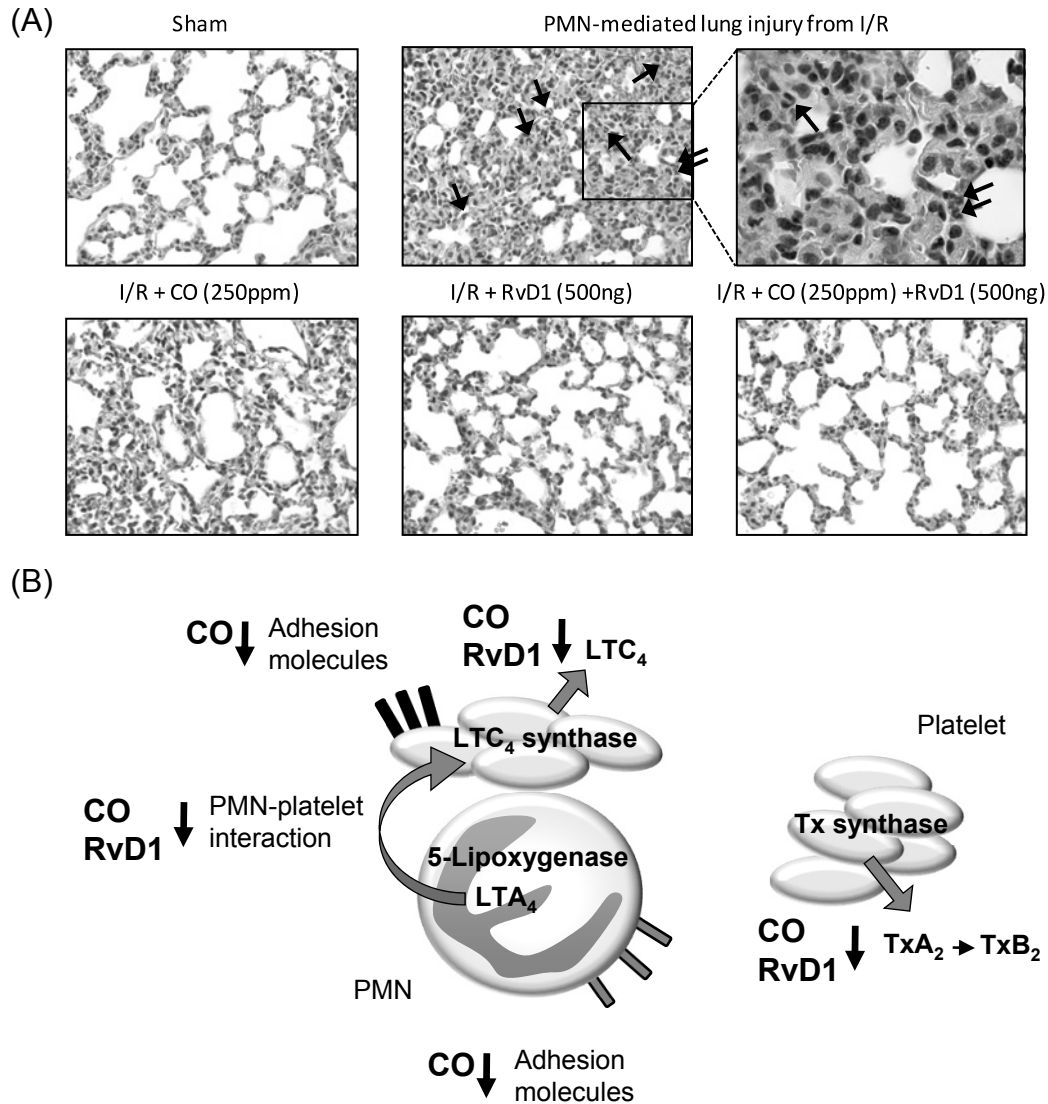 (A)
Sham
PMN-mediated lung injury from I/R
I/R + CO (250ppm)
I/R + RvD1 (500ng)
I/R + CO (250ppm) +RvD1 (500ng)
(B)
CO
Adhesion
molecules
CO
RvD1
LTC4
LTC4 synthase
Platelet
CO
RvD1
PMN-platelet
interaction
5-Lipoxygenase
LTA4
Tx synthase
CO
RvD1
TxA2
TxB2
PMN
CO
Adhesion
molecules